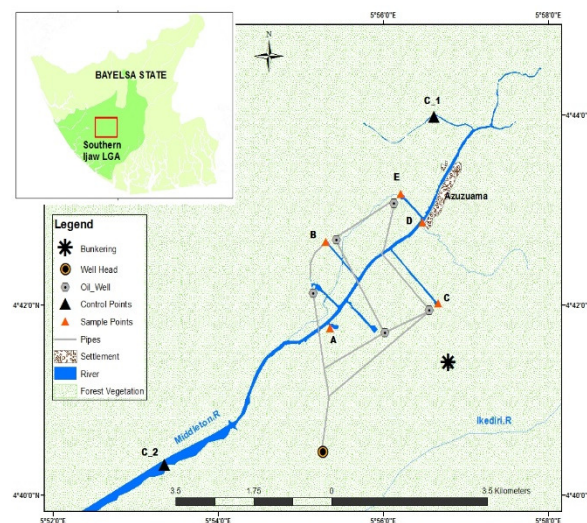 5°56'0"E
5°58'0"E
N
BAYELSA STATE
Southern
Ijaw LGA
C_1
4°44'0"N
E
Azuzuama
D
B
Legend
Bunkering
Well Head
Oil_Well
Control Points
Sample Points
Pipes
Settlement
River
Forest Vegetation
C
4°42'0"N
4°42'0"N
A
Middleton.R
Ikediri.R
C_2
4°40'0"N
4°40'0"N
3.5 1.75 0 3.5 Kilometers
5°52'0"E
5°54'0"E
5°56'0"E
5°58'0"E